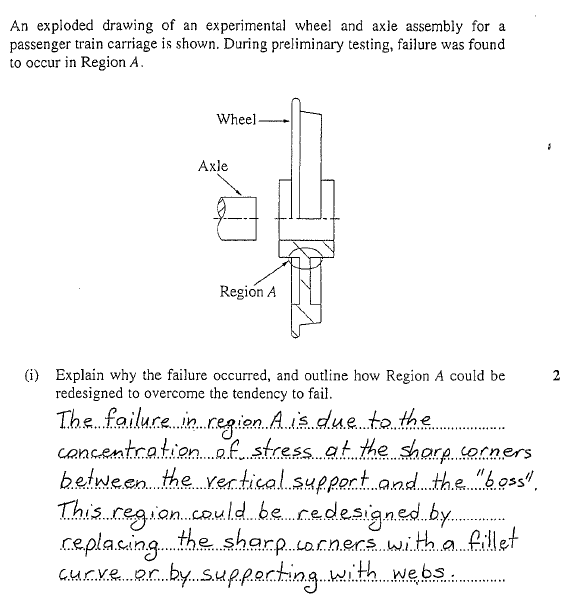 An exploded drawing of an experimental wheel and axle assembly for a
passenger train carriage is shown. During preliminary testing, failure was found
to occur in Region A.
Wheel
Axle
Region A
(i) Explain why the failure occurred, and outline how Region A could be 2
redesigned to overcome the tendency to fail.
The failure in region A is due to the
concentration of stress at the sharp corners
between the vertical support and the "boss".
This region could be redesigned by
replacing the sharp corners with a fillet
curve or by supporting with webs.